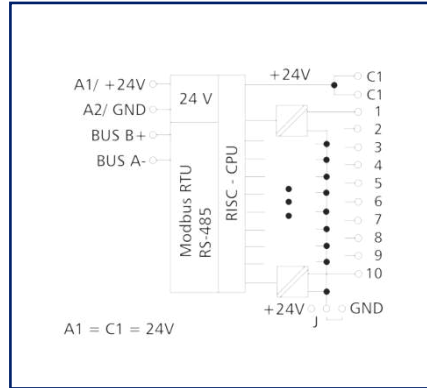 +24V
C1
A1/ +24V
24 V
C1
A2/ GND
1
2
BUS B+
3
BUS A-
4
Modbus RTU
RS-485
RISC - CPU
5
6
7
8
9
10
+24V
GND
J
A1 = C1 = 24V